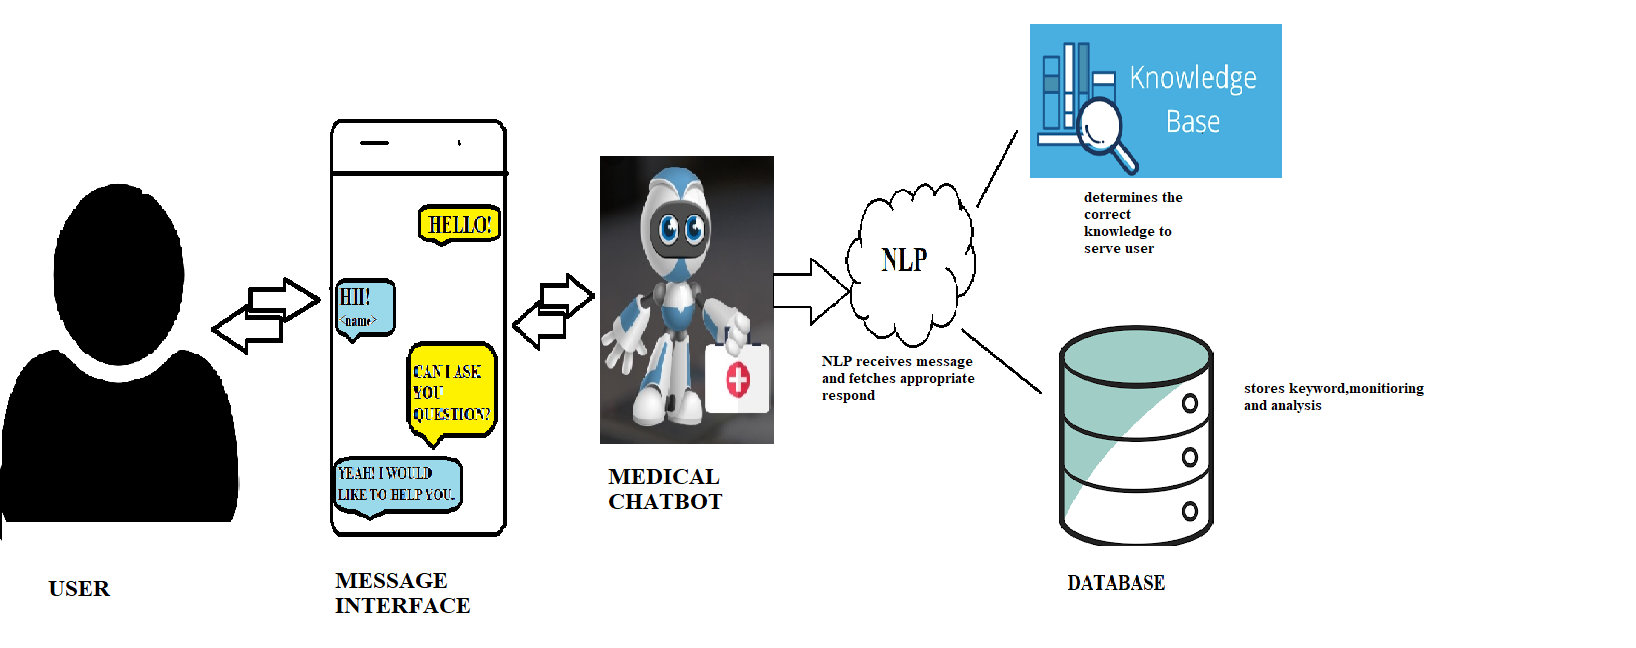 HELLO!
HII!
<name>
CAN I ASK
YOU
QUESTION?
YEAH! I WOULD
LIKE TO HELP YOU.
USER
MESSAGE
INTERFACE
MEDICAL
CHATBOT
NLP
NLP receives message
and fetches appropriate
respond
Knowledge
Base
determines the
correct
knowledge to
serve user
stores keyword,monitioring
and analysis
DATABASE